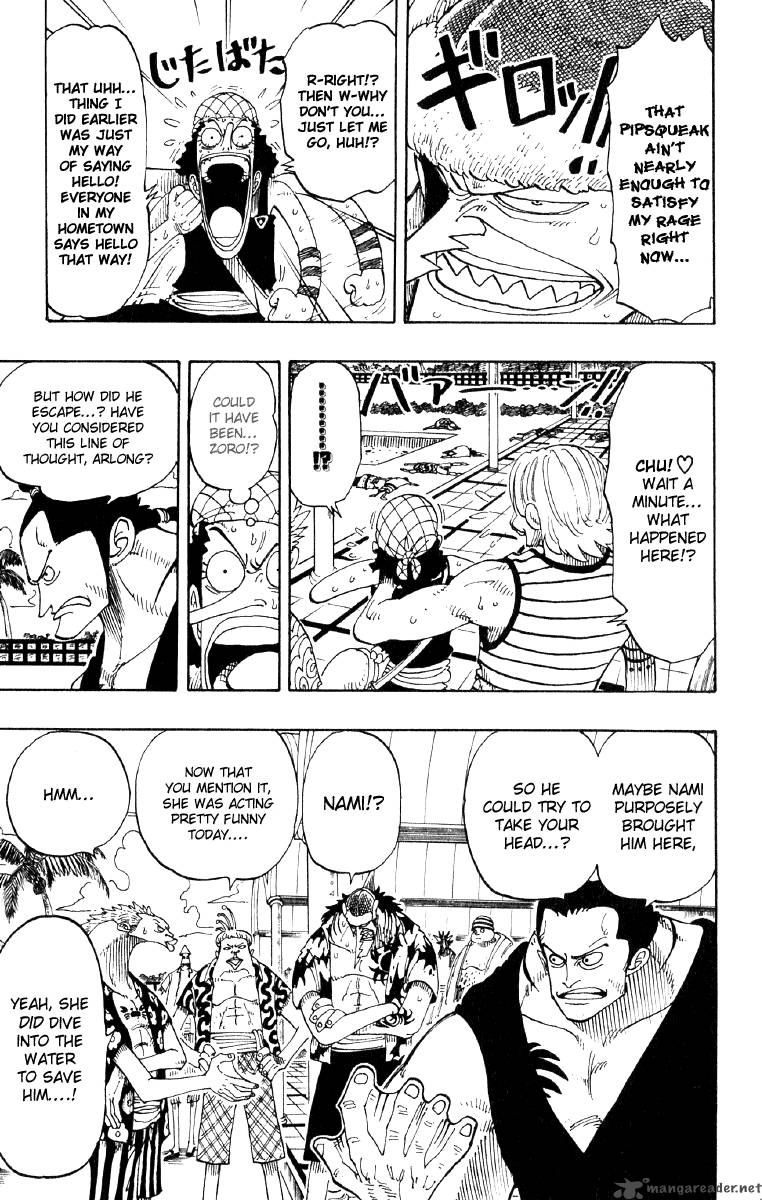 THAT
PIPSQUEAK
AIN'T
NEARLY
ENOUGH TO
SATISFY
MY RAGE
RIGHT
NOW...
ギロッ!!
R-RIGHT!?
THEN W-WHY
DON'T YOU...
JUST LET ME
GO, HUH!?
じたばた
THAT UHH...
THING I
DID EARLIER
WAS JUST
MY WAY
OF SAYING
HELLO!
EVERYONE
IN MY
HOMETOWN
SAYS HELLO
THAT WAY!
CHU! ♡
WAIT A
MINUTE...
WHAT
HAPPENED
HERE!?
バァーーーン!!
.........!?
COULD
IT HAVE
BEEN...
ZORO!?
BUT HOW DID HE
ESCAPE...? HAVE
YOU CONSIDERED
THIS LINE OF
THOUGHT, ARLONG?
MAYBE NAMI
PURPOSELY
BROUGHT
HIM HERE,
SO HE
COULD TRY TO
TAKE YOUR
HEAD...?
NAMI!?
NOW THAT
YOU MENTION IT,
SHE WAS ACTING
PRETTY FUNNY
TODAY....
HMM...
YEAH, SHE
DID DIVE
INTO THE
WATER
TO SAVE
HIM....!
mangareader.net